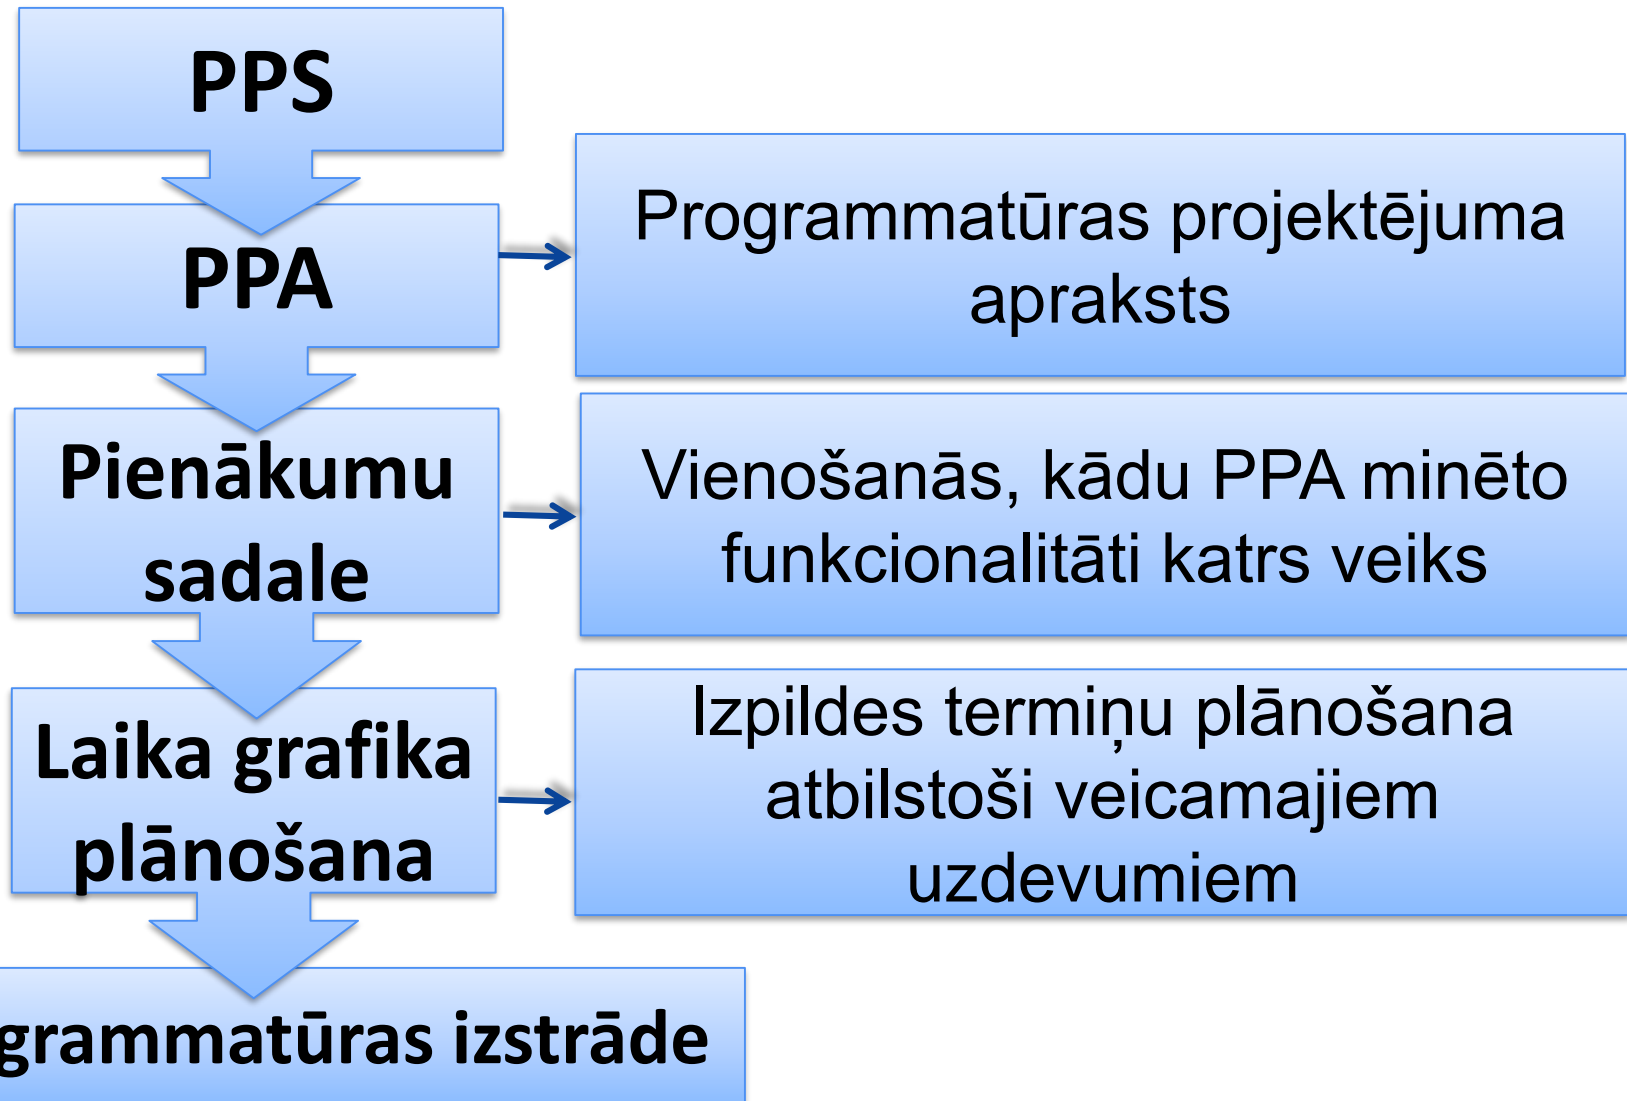 PPS
PPA
Programmatūras projektējuma
apraksts
Pienākumu
sadale
Vienošanās, kādu PPA minēto
funkcionalitāti katrs veiks
Laika grafika
plānošana
Izpildes termiņu plānošana
atbilstoši veicamajiem
uzdevumiem
grammatūras izstrāde